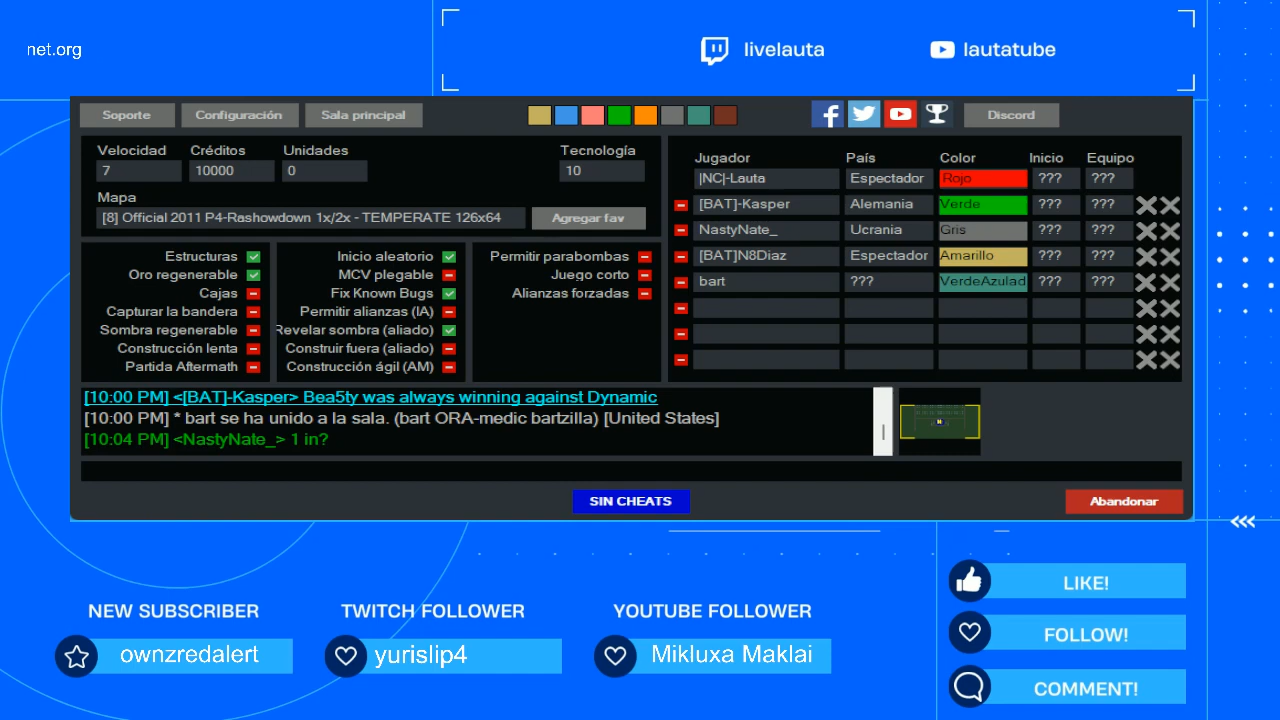 net.org
livelauta
lautatube
Soporte
Configuración
Sala principal
Discord
Velocidad
Créditos
Unidades
Tecnología
7
10000
0
10
Mapa
[8] Official 2011 P4-Rashowdown 1x/2x - TEMPERATE 126x64
Agregar fav
Estructuras
Oro regenerable
Cajas
Capturar la bandera
Sombra regenerable
Construcción lenta
Partida Aftermath
Inicio aleatorio
MCV plegable
Fix Known Bugs
Permitir alianzas (IA)
Revelar sombra (aliado)
Construir fuera (aliado)
Construcción ágil (AM)
Permitir parabombas
Juego corto
Alianzas forzadas
Jugador País Color Inicio Equipo
|NC|-Lauta Espectador Rojo ??? ???
[BAT]-Kasper Alemania Verde ??? ???
NastyNate_ Ucrania Gris ??? ???
[BAT]N8Diaz Espectador Amarillo ??? ???
bart ??? VerdeAzulad ??? ???
[10:00 PM] <[BAT]-Kasper> Bea5ty was always winning against Dynamic
[10:00 PM] * bart se ha unido a la sala. (bart ORA-medic bartzilla) [United States]
[10:04 PM] <NastyNate_> 1 in?
SIN CHEATS
Abandonar
NEW SUBSCRIBER
ownzredalert
TWITCH FOLLOWER
yurislip4
YOUTUBE FOLLOWER
Mikluxa Maklai
LIKE!
FOLLOW!
COMMENT!